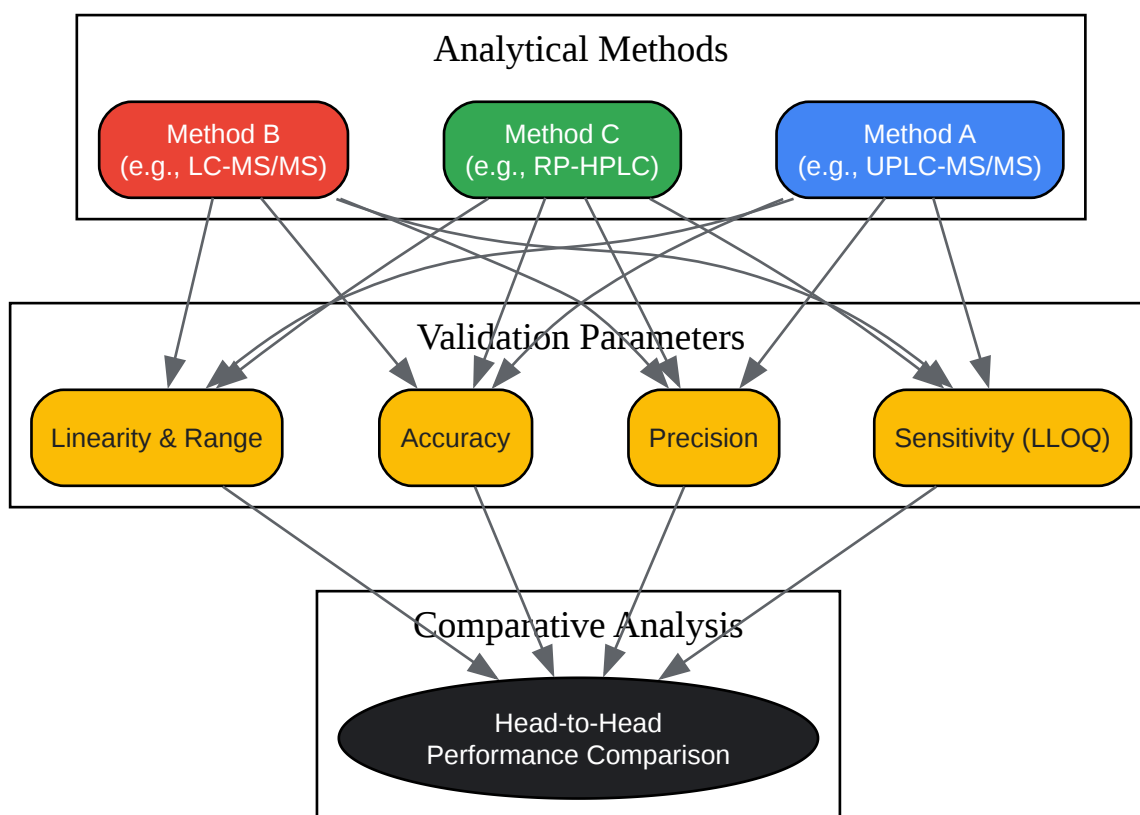 Analytical Methods
Method B
(e.g., LC-MS/MS)
Method C
(e.g., RP-HPLC)
Method A
(e.g., UPLC-MS/MS)
Validation Parameters
Linearity & Range
Accuracy
Precision
Sensitivity (LLOQ)
Comparative Analysis
Head-to-Head
Performance Comparison